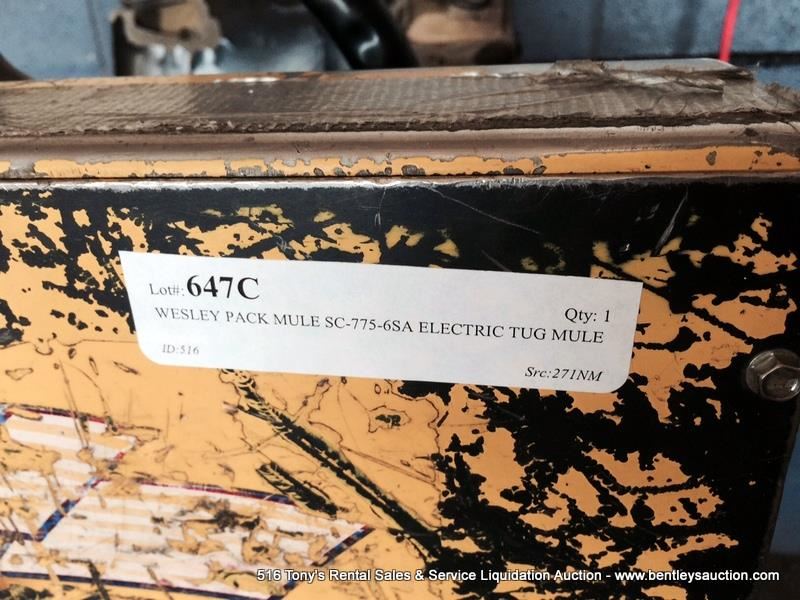 Lot#: 647C
Qty: 1
WESLEY PACK MULE SC-775-6SA ELECTRIC TUG MULE
ID:516
Src:271NM
516 Tony's Rental Sales & Service Liquidation Auction - www.bentleysauction.com